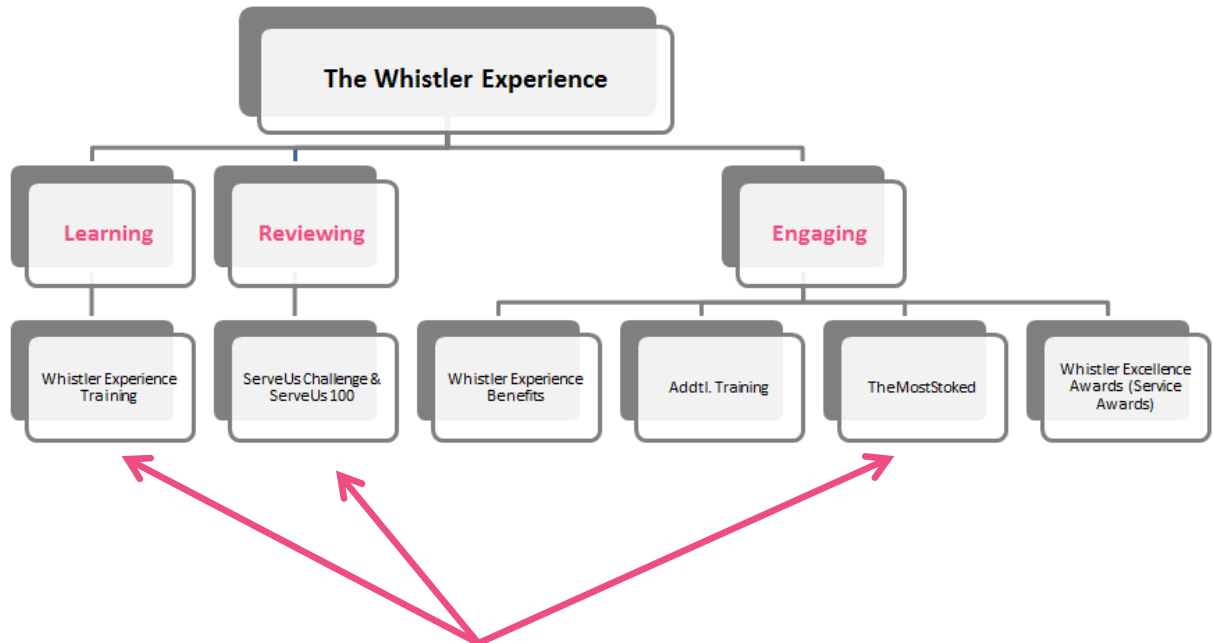 The Whistler Experience
Learning
Reviewing
Engaging
Whistler Experience
Training
ServeUs Challenge &
ServeUs 100
Whistler Experience
Benefits
Addtl. Training
TheMostStoked
Whistler Excellence
Awards (Service
Awards)